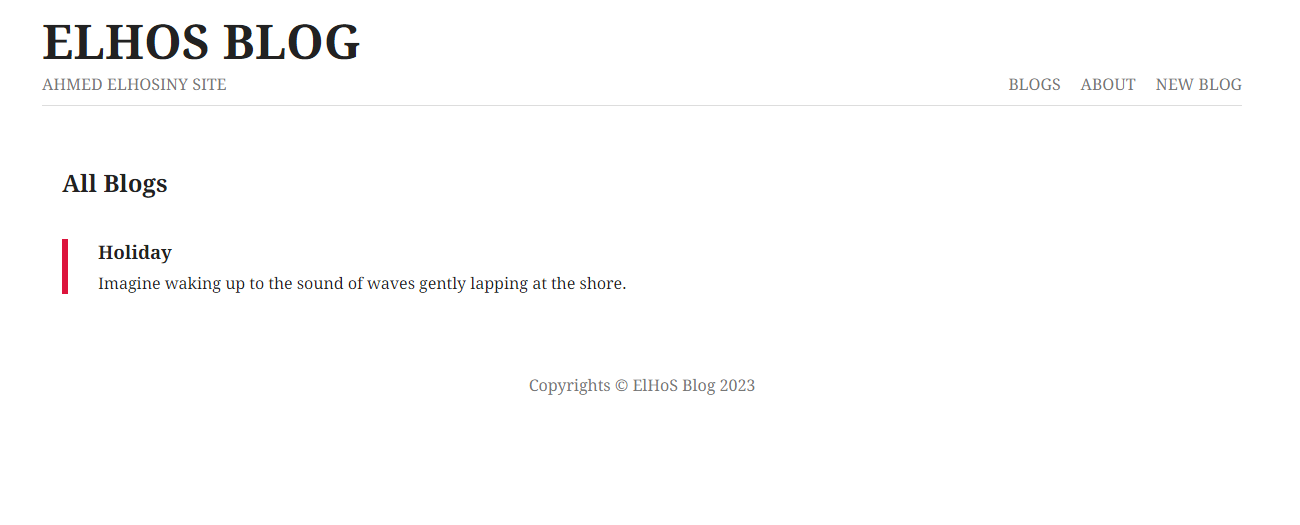 ELHOS BLOG
AHMED ELHOSINY SITE
BLOGS ABOUT NEW BLOG
All Blogs
Holiday
Imagine waking up to the sound of waves gently lapping at the shore.
Copyrights © ElHoS Blog 2023